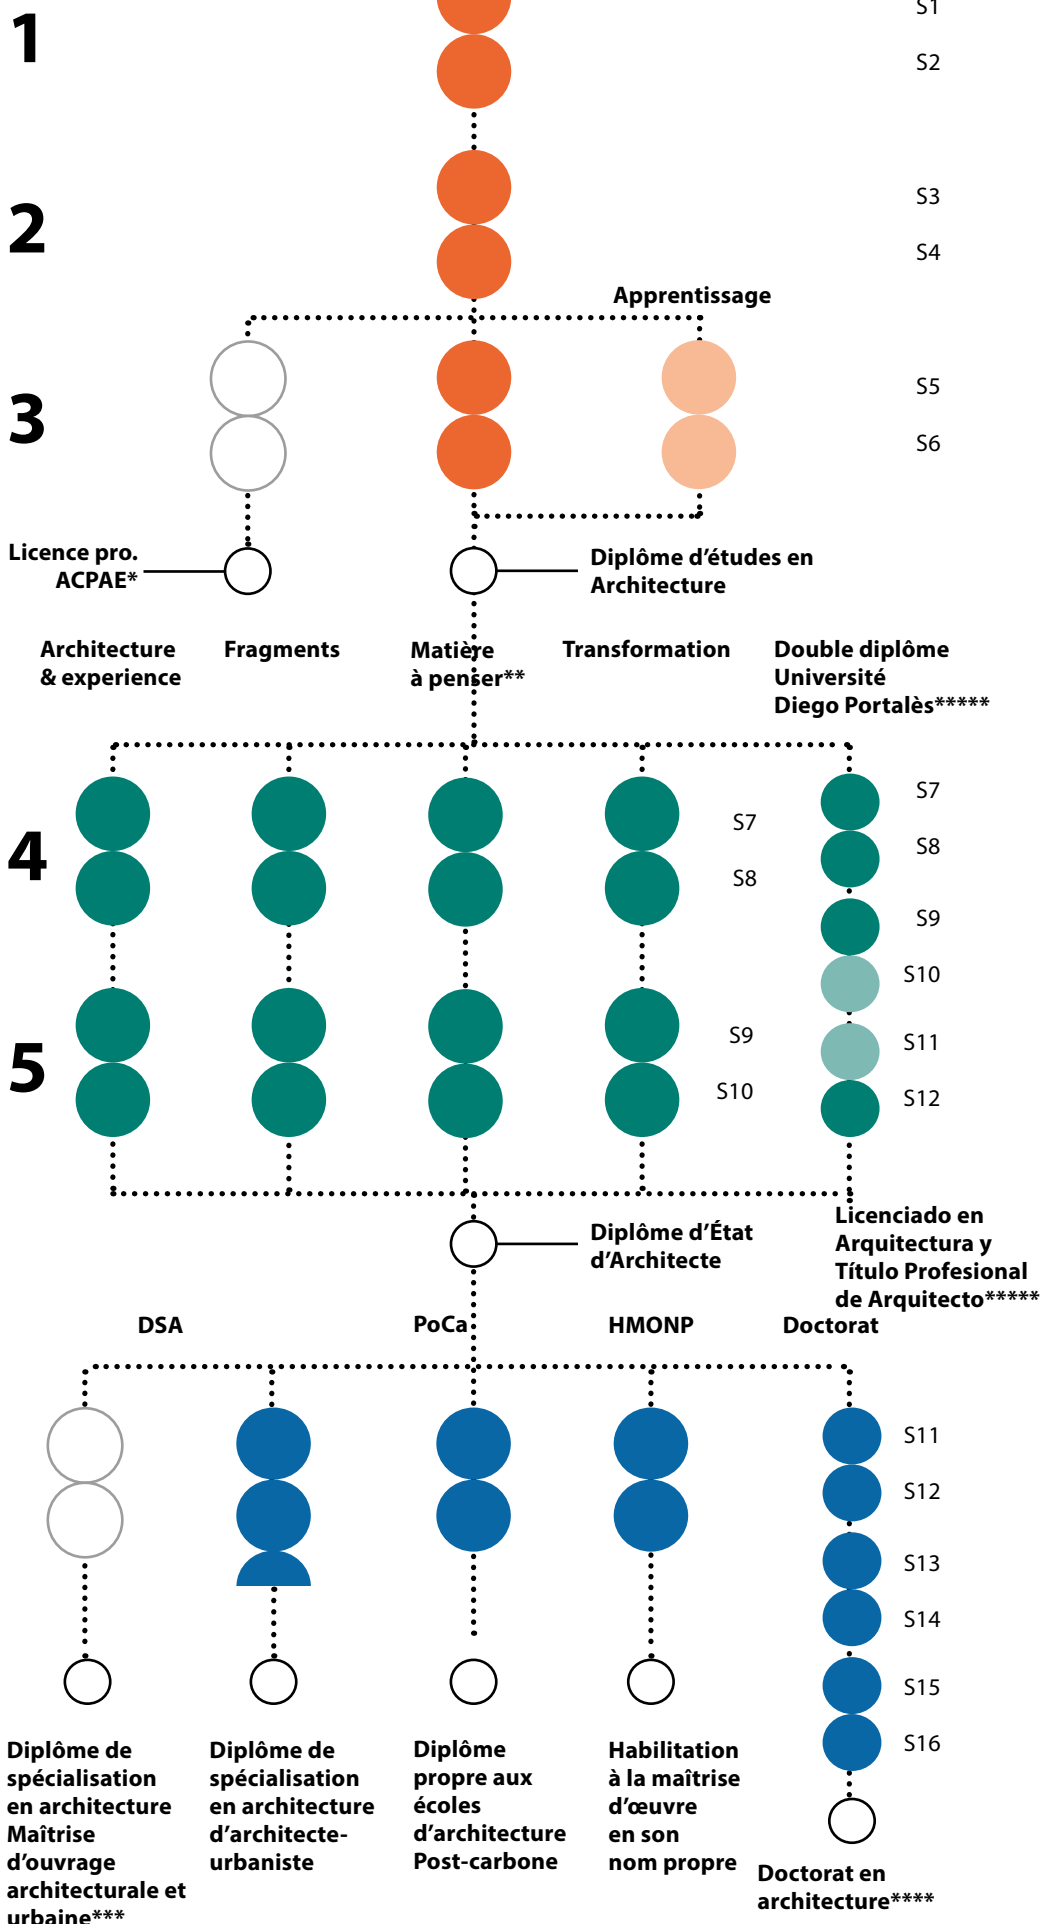 1
S1
S2
2
S3
S4
Apprentissage
3
S5
S6
Licence pro.
ACPAE*
Diplôme d’études en
Architecture
Architecture
& experience
Fragments
Matière
à penser**
Transformation
Double diplôme
Université
Diego Portalès*****
4
S7
S8
S7
S8
S9
S10
5
S9
S10
S11
S12
Diplôme d’État
d’Architecte
Licenciado en
Arquitectura y
Título Profesional
de Arquitecto*****
DSA
PoCa
HMONP
Doctorat
S11
S12
S13
S14
S15
S16
Diplôme de
spécialisation
en architecture
Maîtrise
d’ouvrage
architecturale et
urbaine***
Diplôme de
spécialisation
en architecture
d’architecte-
urbaniste
Diplôme
propre aux
écoles
d’architecture
Post-carbone
Habilitation
à la maîtrise
d’œuvre
en son
nom propre
Doctorat en
architecture****